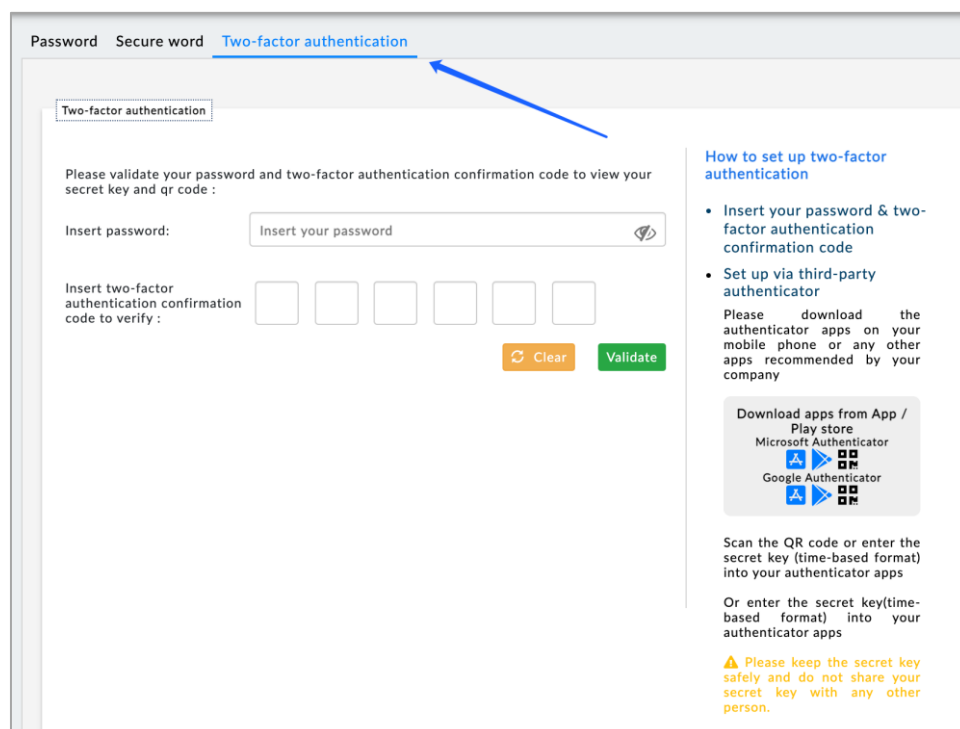 Password Secure word Two-factor authentication
Two-factor authentication
Please validate your password and two-factor authentication confirmation code to view your
secret key and qr code :
Insert password:
Insert your password
Insert two-factor
authentication confirmation
code to verify :
Clear
Validate
How to set up two-factor
authentication
• Insert your password & two-
factor authentication
confirmation code
• Set up via third-party
authenticator
Please download the
authenticator apps on your
mobile phone or any other
apps recommended by your
company
Download apps from App /
Play store
Microsoft Authenticator
Google Authenticator
Scan the QR code or enter the
secret key (time-based format)
into your authenticator apps
Or enter the secret key(time-
based format) into your
authenticator apps
Please keep the secret key
safely and do not share your
secret key with any other
person.